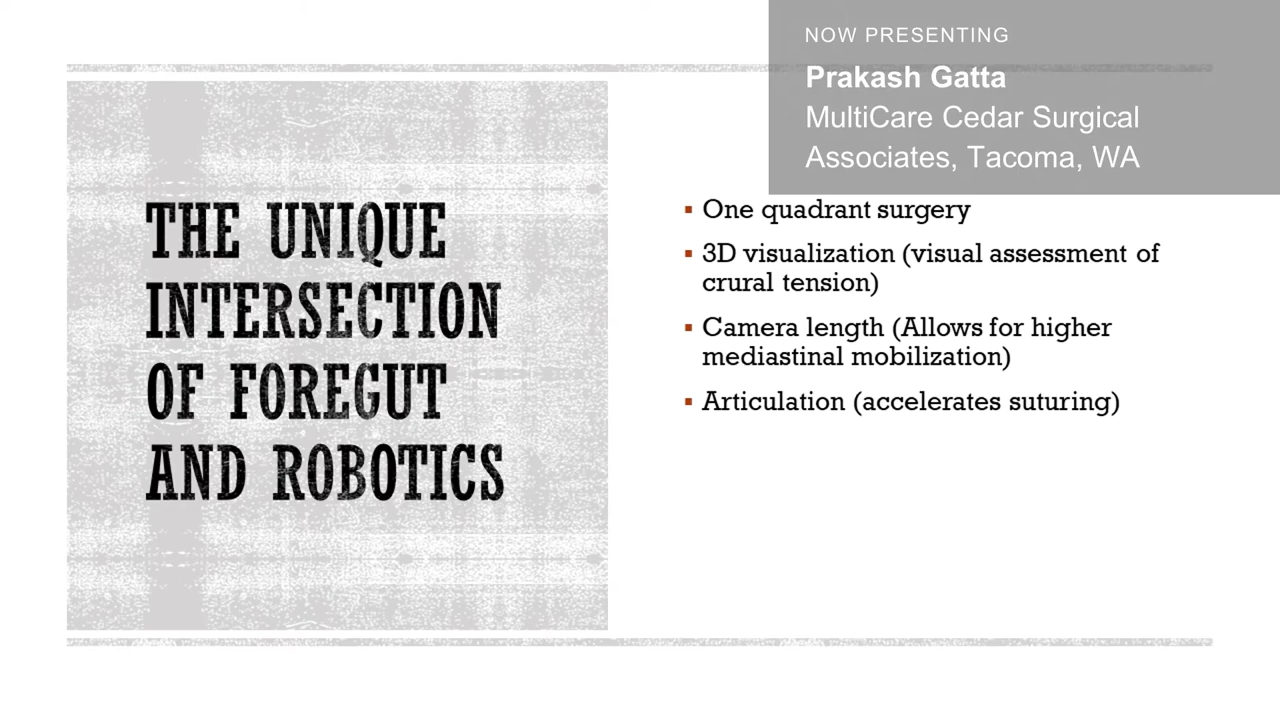 NOW PRESENTING
Prakash Gatta
MultiCare Cedar Surgical
Associates, Tacoma, WA
THE UNIQUE
INTERSECTION
OF FOREGUT
AND ROBOTICS
▪ One quadrant surgery
▪ 3D visualization (visual assessment of
crural tension)
▪ Camera length (Allows for higher
mediastinal mobilization)
▪ Articulation (accelerates suturing)